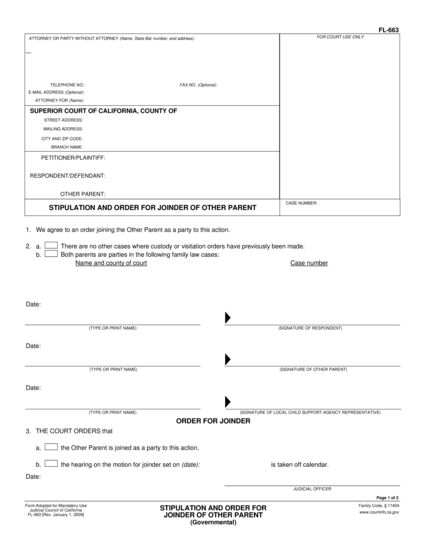 FL-663
ATTORNEY OR PARTY WITHOUT ATTORNEY (Name, State Bar number, and address):
FOR COURT USE ONLY
TELEPHONE NO.:
FAX NO. (Optional):
E-MAIL ADDRESS (Optional):
ATTORNEY FOR (Name):
SUPERIOR COURT OF CALIFORNIA, COUNTY OF
STREET ADDRESS:
MAILING ADDRESS:
CITY AND ZIP CODE:
BRANCH NAME:
PETITIONER/PLAINTIFF:
RESPONDENT/DEFENDANT:
OTHER PARENT:
STIPULATION AND ORDER FOR JOINDER OF OTHER PARENT
CASE NUMBER:
1. We agree to an order joining the Other Parent as a party to this action.
2. a. There are no other cases where custody or visitation orders have previously been made.
b. Both parents are parties in the following family law cases:
Name and county of court
Case number
Date:
(TYPE OR PRINT NAME)
(SIGNATURE OF RESPONDENT)
Date:
(TYPE OR PRINT NAME)
(SIGNATURE OF OTHER PARENT)
Date:
(TYPE OR PRINT NAME)
(SIGNATURE OF LOCAL CHILD SUPPORT AGENCY REPRESENTATIVE)
ORDER FOR JOINDER
3. THE COURT ORDERS that
a. the Other Parent is joined as a party to this action.
b. the hearing on the motion for joinder set on (date): is taken off calendar.
Date:
JUDICIAL OFFICER
Page 1 of 2
Form Adopted for Mandatory Use
Judicial Council of California
FL-663 [Rev. January 1, 2009]
STIPULATION AND ORDER FOR
JOINDER OF OTHER PARENT
(Governmental)
Family Code, § 17404
www.courtinfo.ca.gov